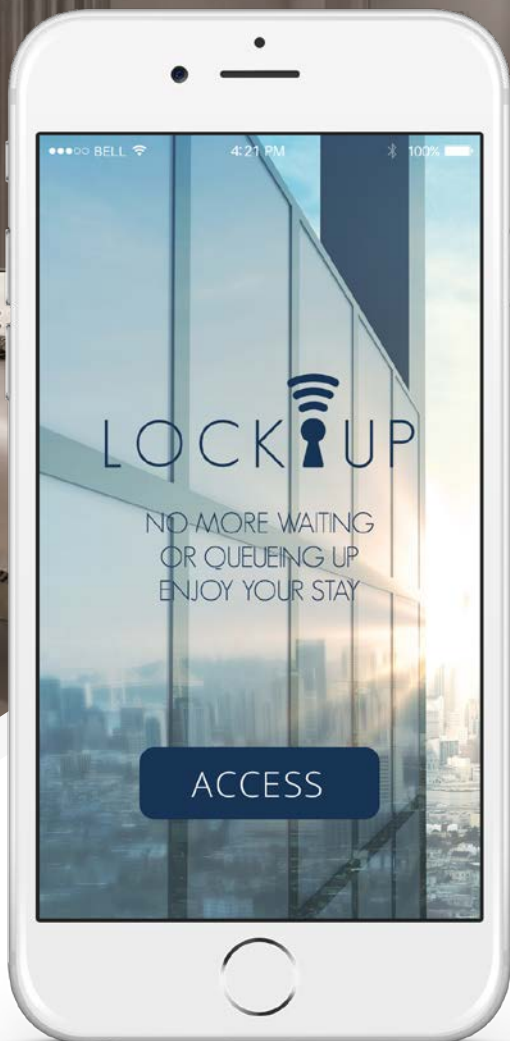 BELL 4:21 PM 100%
LOCK UP
NO MORE WAITING
OR QUEUEING UP
ENJOY YOUR STAY
ACCESS